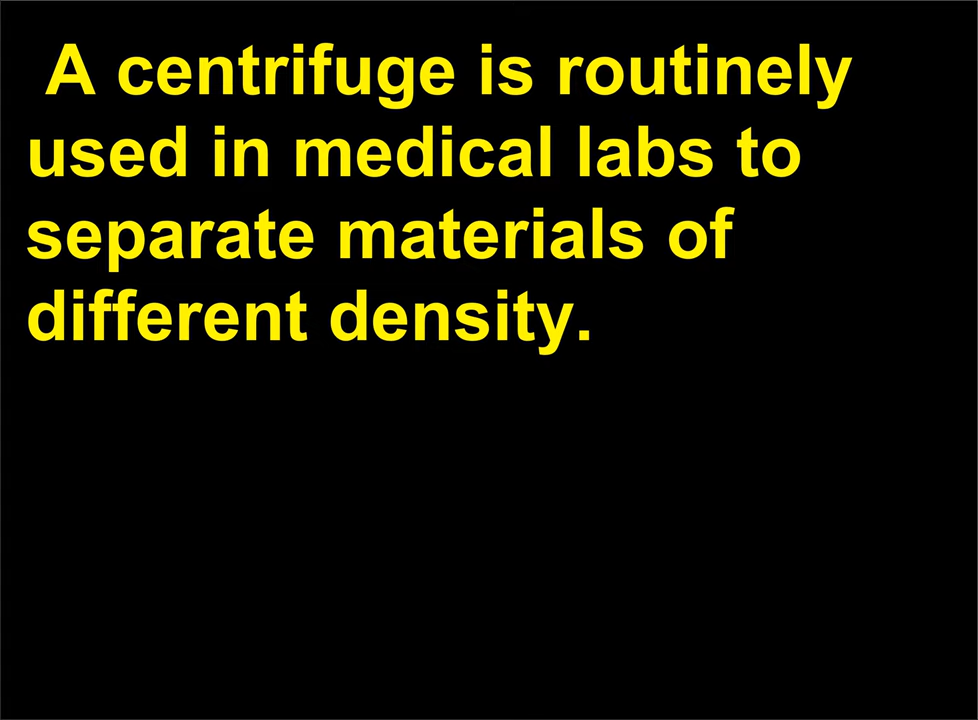 A centrifuge is routinely
used in medical labs to
separate materials of
different density.